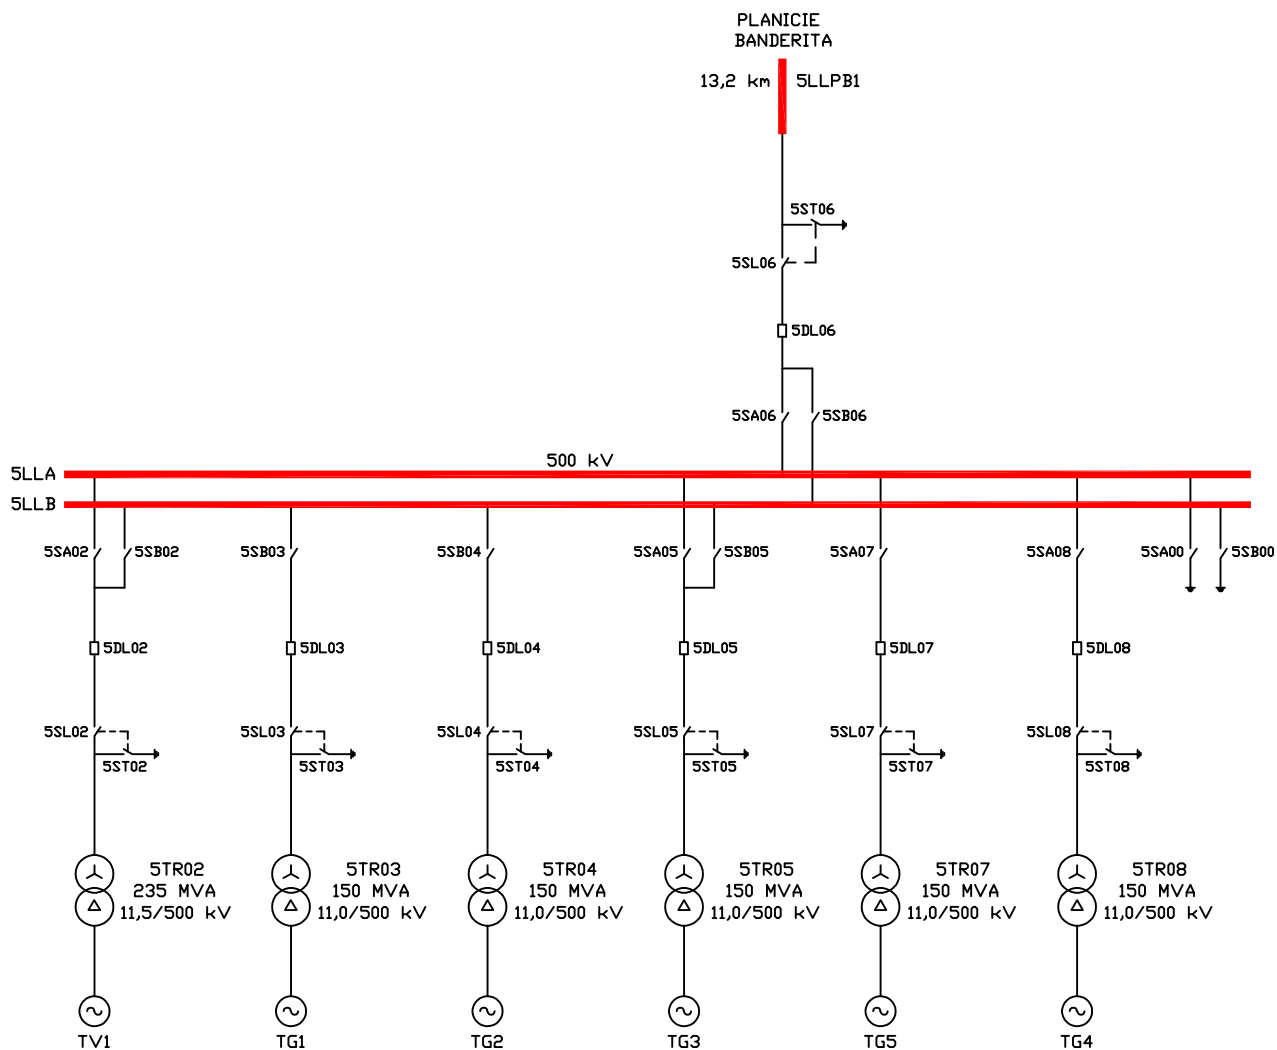 PLANICIE
BANDERITA
13,2 km 5LLPB1
5ST06
5SL06
5DL06
5SA06 5SB06
500 kV
5LLA
5LLB
5SA02 5SB02 5SB03 5SB04 5SA05 5SB05 5SA07 5SA08 5SA00 5SB00
5DL02 5DL03 5DL04 5DL05 5DL07 5DL08
5SL02 5SL03 5SL04 5SL05 5SL07 5SL08
5ST02 5ST03 5ST04 5ST05 5ST07 5ST08
5TR02 5TR03 5TR04 5TR05 5TR07 5TR08
235 MVA 150 MVA 150 MVA 150 MVA 150 MVA 150 MVA
11,5/500 kV 11,0/500 kV 11,0/500 kV 11,0/500 kV 11,0/500 kV 11,0/500 kV
TV1 TG1 TG2 TG3 TG5 TG4